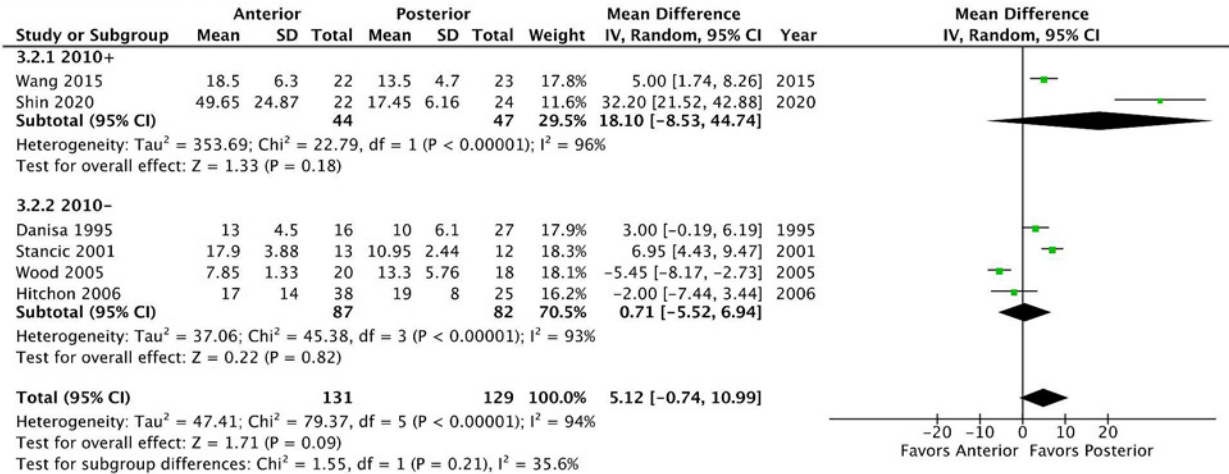 Anterior Posterior Mean Difference Mean Difference
Study or Subgroup Mean SD Total Mean SD Total Weight IV, Random, 95% CI Year IV, Random, 95% CI
3.2.1 2010+
Wang 2015 18.5 6.3 22 13.5 4.7 23 17.8% 5.00 [1.74, 8.26] 2015
Shin 2020 49.65 24.87 22 17.45 6.16 24 11.6% 32.20 [21.52, 42.88] 2020
Subtotal (95% CI) 44 47 29.5% 18.10 [-8.53, 44.74]
Heterogeneity: Tau² = 353.69; Chi² = 22.79, df = 1 (P < 0.00001); I² = 96%
Test for overall effect: Z = 1.33 (P = 0.18)
3.2.2 2010-
Danisa 1995 13 4.5 16 10 6.1 27 17.9% 3.00 [-0.19, 6.19] 1995
Stancic 2001 17.9 3.88 13 10.95 2.44 12 18.3% 6.95 [4.43, 9.47] 2001
Wood 2005 7.85 1.33 20 13.3 5.76 18 18.1% -5.45 [-8.17, -2.73] 2005
Hitchon 2006 17 14 38 19 8 25 16.2% -2.00 [-7.44, 3.44] 2006
Subtotal (95% CI) 87 82 70.5% 0.71 [-5.52, 6.94]
Heterogeneity: Tau² = 37.06; Chi² = 45.38, df = 3 (P < 0.00001); I² = 93%
Test for overall effect: Z = 0.22 (P = 0.82)
Total (95% CI) 131 129 100.0% 5.12 [-0.74, 10.99]
Heterogeneity: Tau² = 47.41; Chi² = 79.37, df = 5 (P < 0.00001); I² = 94%
Test for overall effect: Z = 1.71 (P = 0.09)
Test for subgroup differences: Chi² = 1.55, df = 1 (P = 0.21), I² = 35.6%
-20 -10 0 10 20
Favors Anterior Favors Posterior